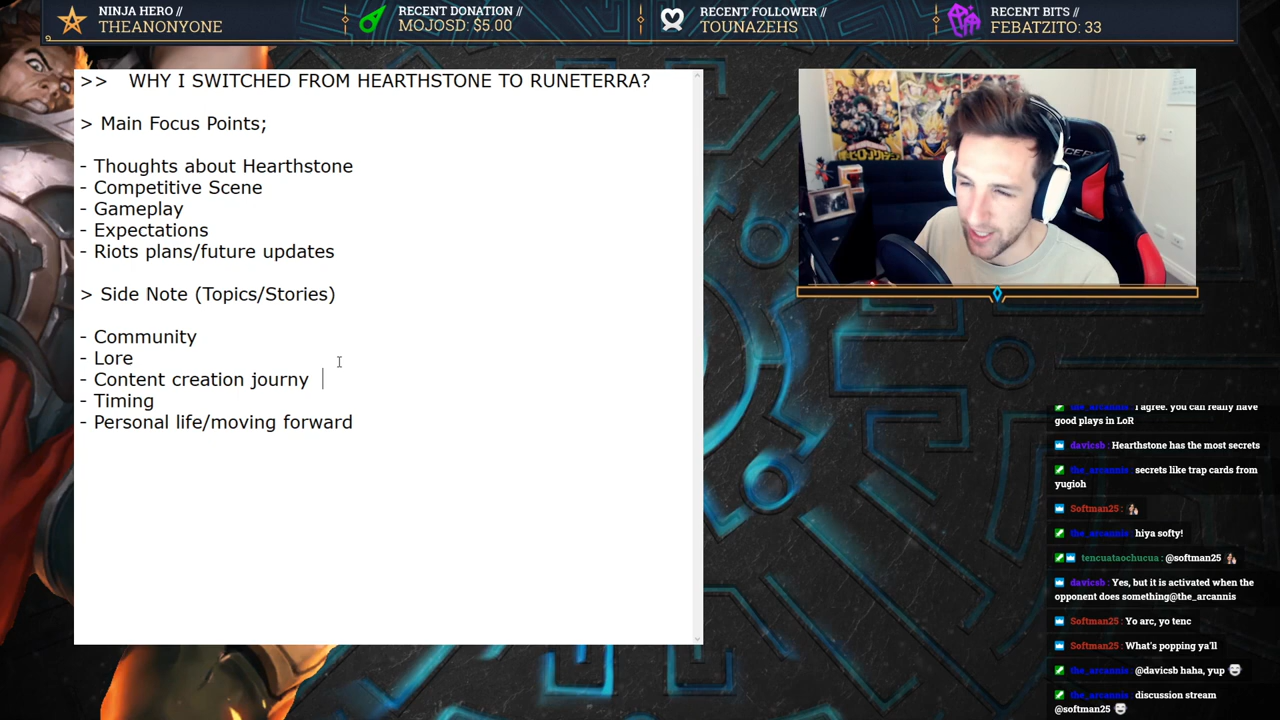 NINJA HERO //
THEANONYONE
RECENT DONATION //
MOJOSD: $5.00
RECENT FOLLOWER //
TOUNAZEHS
RECENT BITS //
FEBATZITO: 33
>> WHY I SWITCHED FROM HEARTHSTONE TO RUNETERRA?
> Main Focus Points;
- Thoughts about Hearthstone
- Competitive Scene
- Gameplay
- Expectations
- Riots plans/future updates
> Side Note (Topics/Stories)
- Community
- Lore
- Content creation journy
- Timing
- Personal life/moving forward
the_arcannis: I agree. you can really have
good plays in LoR
davicsb: Hearthstone has the most secrets
the_arcannis: secrets like trap cards from
yugioh
Softman25:
the_arcannis: hiya softy!
tencuataochucua: @softman25
davicsb: Yes, but it is activated when the
opponent does something@the_arcannis
Softman25: Yo arc, yo tenc
Softman25: What's popping ya'll
the_arcannis: @davicsb haha, yup
the_arcannis: discussion stream
@softman25